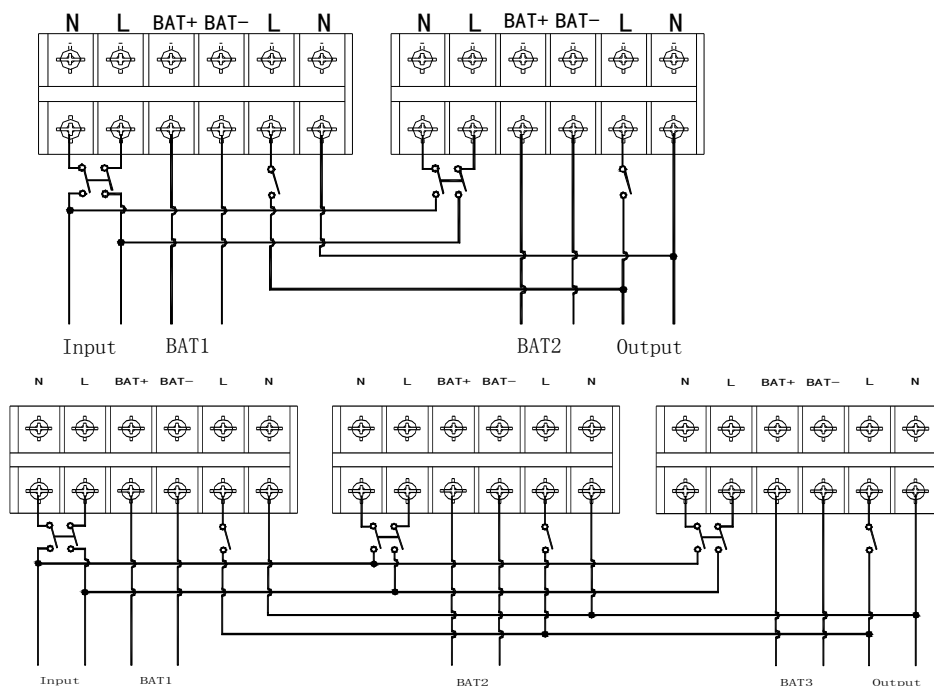 N L BAT+ BAT− L N N L BAT+ BAT− L N
Input BAT1 BAT2 Output
N L BAT+ BAT− L N N L BAT+ BAT− L N N L BAT+ BAT− L N
Input BAT1 BAT2 BAT3 Output